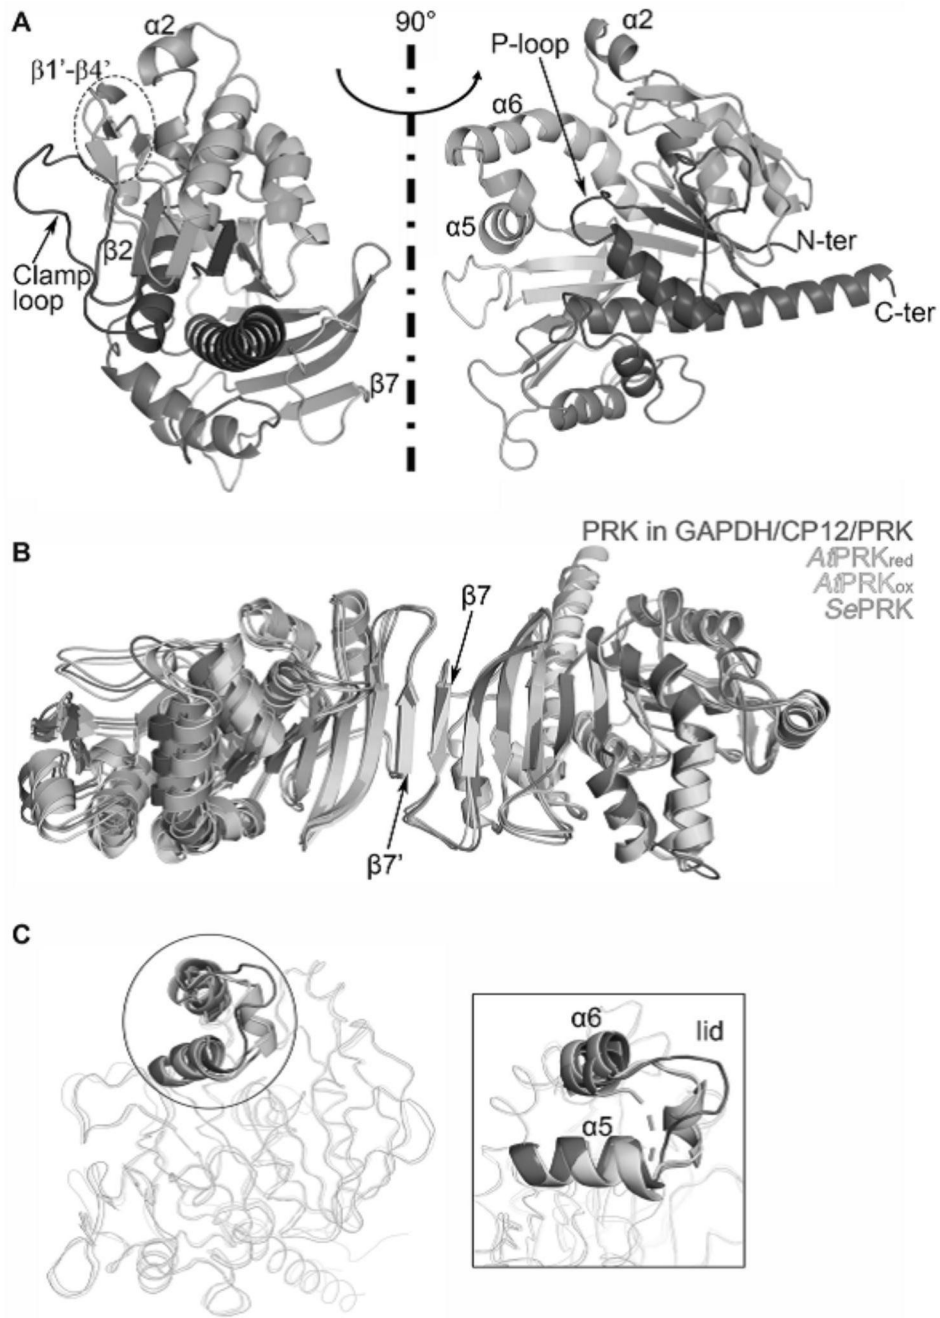 A
90°
α2
β1’-β4’
Clamp
loop
β2
β7
P-loop
α2
α6
α5
N-ter
C-ter
B
PRK in GAPDH/CP12/PRK
AtPRKred
AtPRKox
SePRK
β7
β7’
C
α6
lid
α5